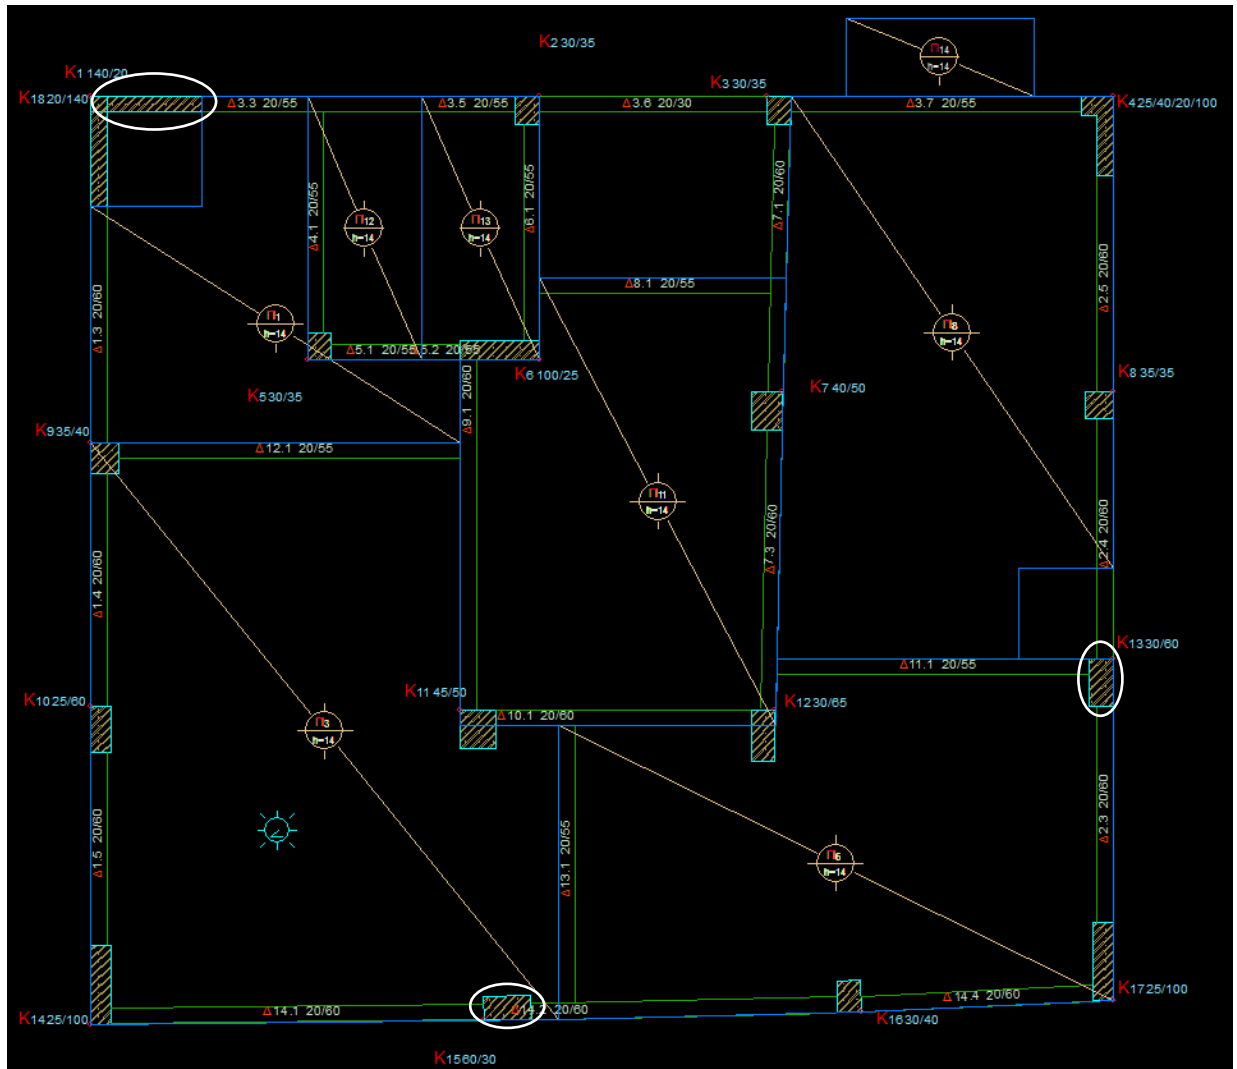 K2 30/35
Π14
h=14
K1 140/20
K3 30/35
K18 20/140
Δ3.3 20/55
Δ3.5 20/55
Δ3.6 20/30
Δ3.7 20/55
K4 25/40/20/100
Δ4.1 20/55
Π12
h=14
Π13
h=14
Δ6.1 20/55
Δ7.1 20/60
Δ2.5 20/60
Δ8.1 20/55
Δ1.3 20/60
Π1
h=14
Π8
h=14
Δ5.1 20/55
Δ5.2 20/55
K6 100/25
K7 40/50
K8 35/35
K5 30/35
Δ9.1 20/60
K9 35/40
Δ12.1 20/55
Π11
h=14
Δ7.3 20/60
Δ2.4 20/60
Δ1.4 20/60
K13 30/60
Δ11.1 20/55
K10 25/60
K11 45/50
K12 30/65
Δ10.1 20/60
Π3
h=14
Δ2.3 20/60
Δ1.5 20/60
Δ13.1 20/55
Π6
h=14
K17 25/100
Δ14.1 20/60
Δ14.2 20/60
Δ14.4 20/60
K14 25/100
K16 30/40
K15 60/30